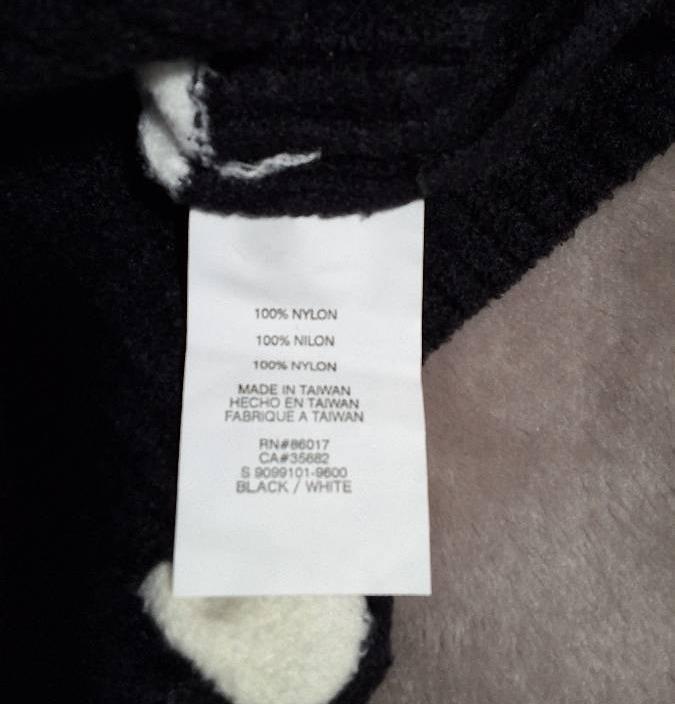 100% NYLON
100% NILON
100% NYLON
MADE IN TAIWAN
HECHO EN TAIWAN
FABRIQUE A TAIWAN
RN#86017
CA#35682
S 9099101-9600
BLACK / WHITE